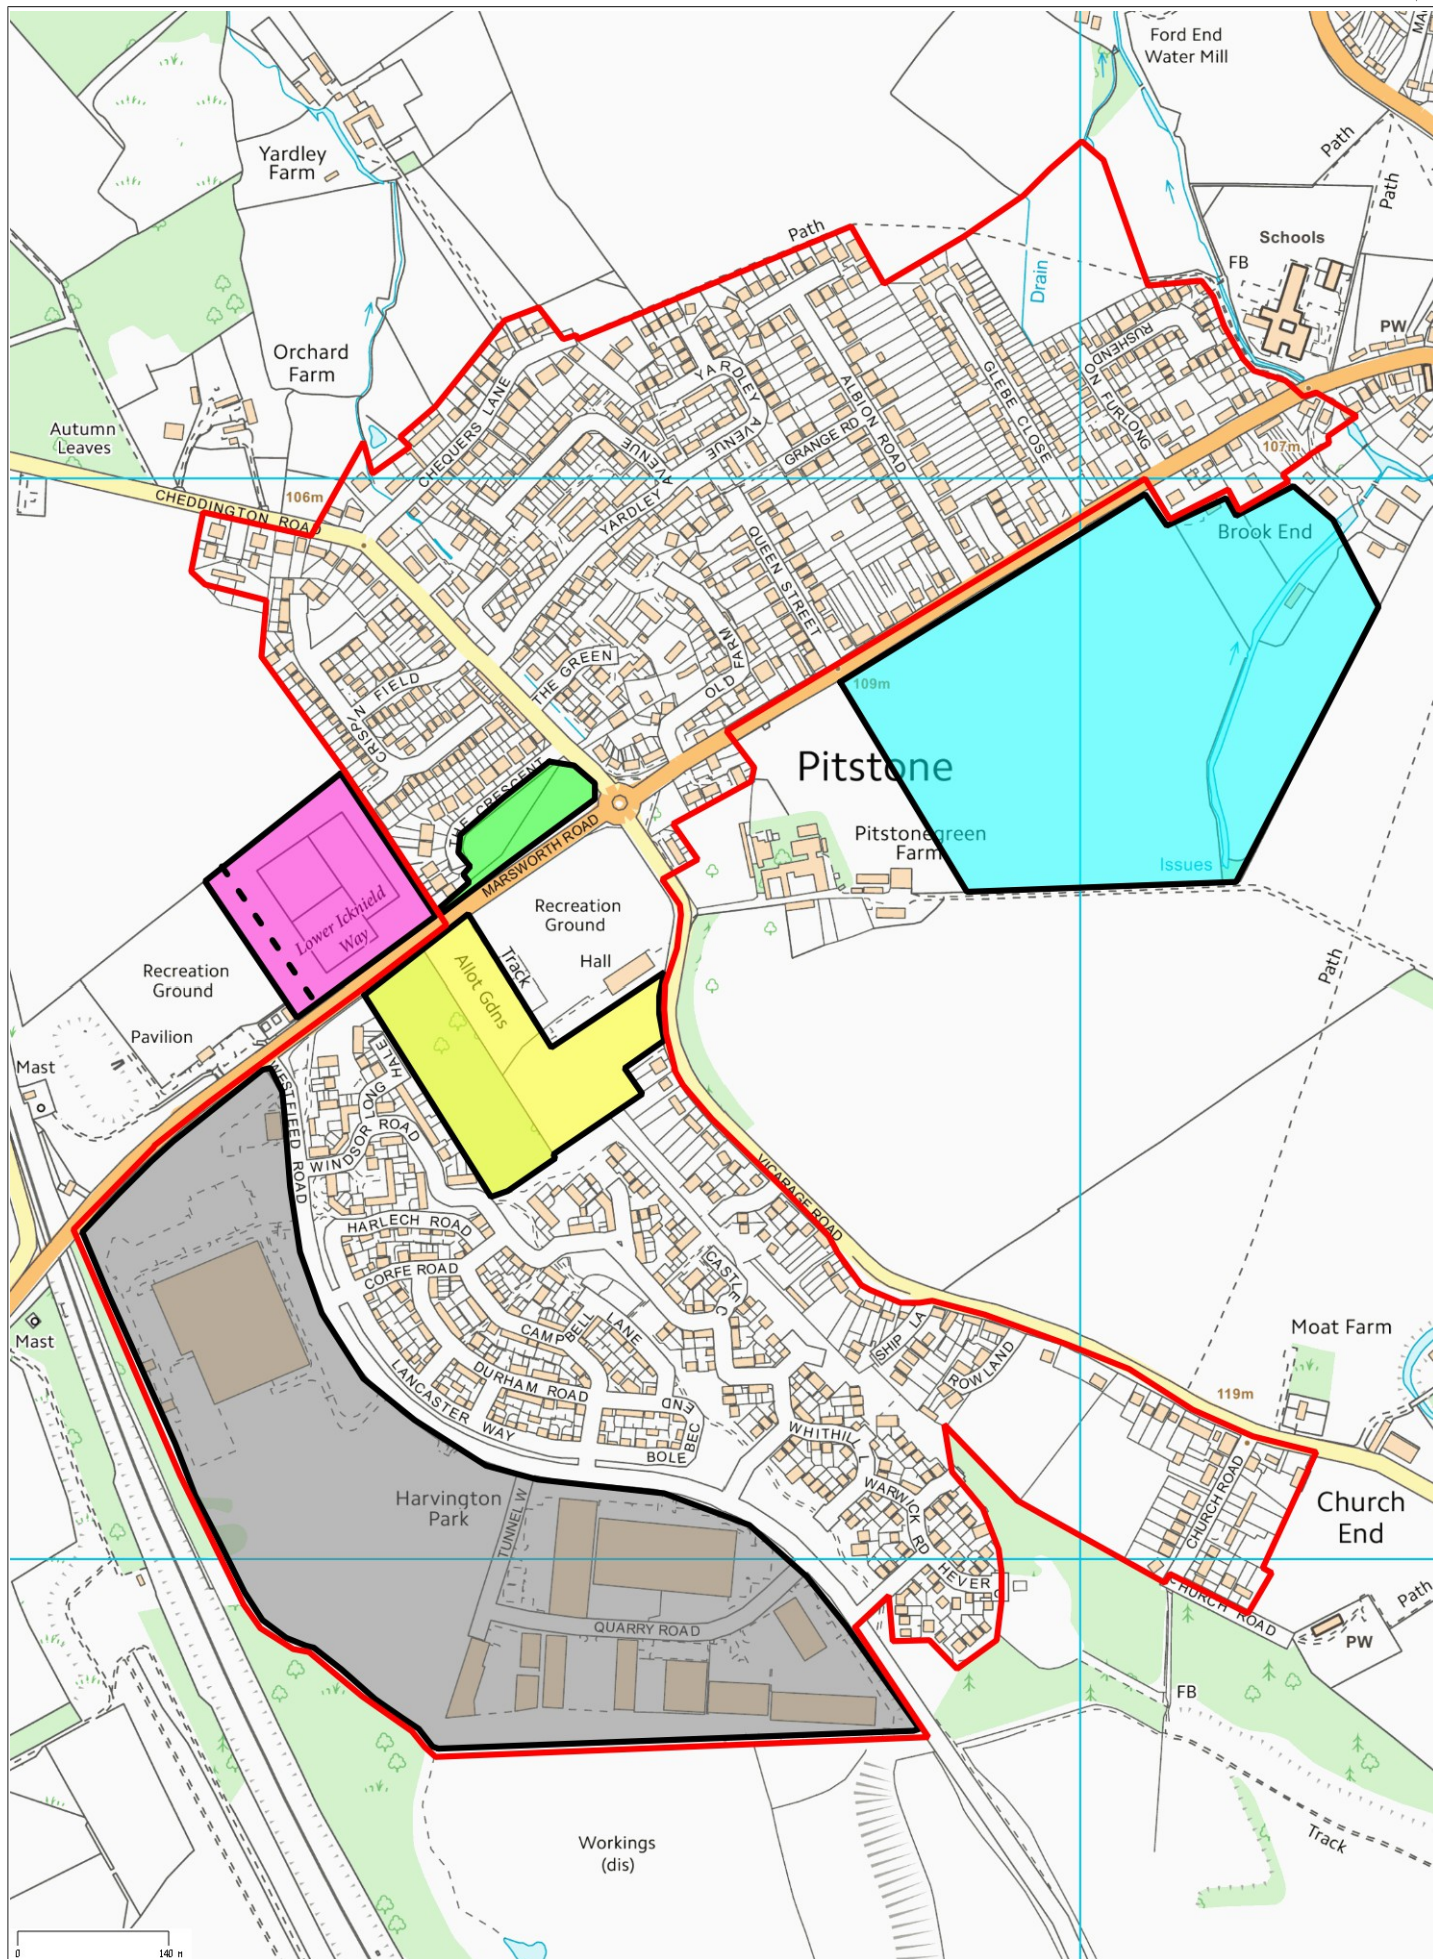 Ford End
Water Mill
MA
Path
Yardley
Farm
Path
Schools
Path
FB
Drain
PW
Orchard
Farm
RUSHENDON FURLONG
YARDLEY AVENUE
ALBION ROAD
GLEBE CLOSE
CHEQUERS LANE
Autumn
Leaves
GRANGE RD
107m
YARDLEY AVENUE
CHEDDINGTON ROAD
106m
Brook End
QUEEN STREET
THE GREEN
OLD FARM
109m
CRISPIN FIELD
Pitstone
THE CRESCENT
Pitstonegreen
Farm
Issues
MARSWORTH ROAD
Recreation
Ground
Lower Icknield
Way
Path
Allot Gdns
Track
Hall
Recreation
Ground
Pavilion
Mast
HALE
LONG
WESTFIELD ROAD
WINDSOR ROAD
VICARAGE ROAD
HARLECH ROAD
CORFE ROAD
CASTLE C
Mast
CAMPBELL LANE
SHIP LA
Moat Farm
DURHAM ROAD
ROWLAND
LANCASTER WAY
119m
BOLEBEC END
WHITHILL
CHURCH ROAD
Harvington
Park
WARWICK RD
Church
End
TUNNEL W
HEVER C
CHURCH ROAD
Path
QUARRY ROAD
PW
FB
Track
Workings
(dis)
0
140 m